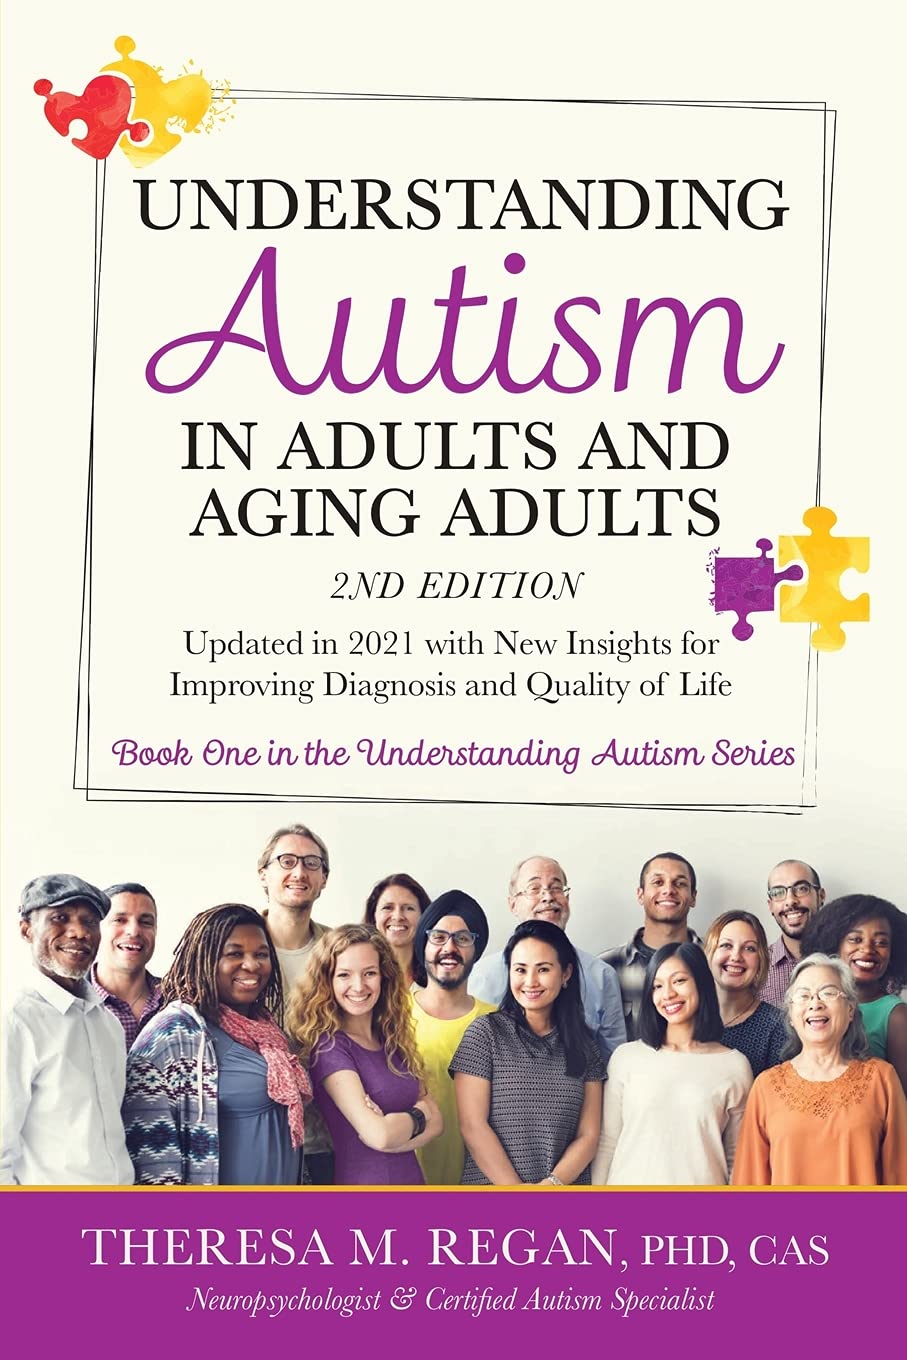 UNDERSTANDING
Autism
IN ADULTS AND
AGING ADULTS
2ND EDITION
Updated in 2021 with New Insights for
Improving Diagnosis and Quality of Life
Book One in the Understanding Autism Series
THERESA M. REGAN, PHD, CAS
Neuropsychologist & Certified Autism Specialist